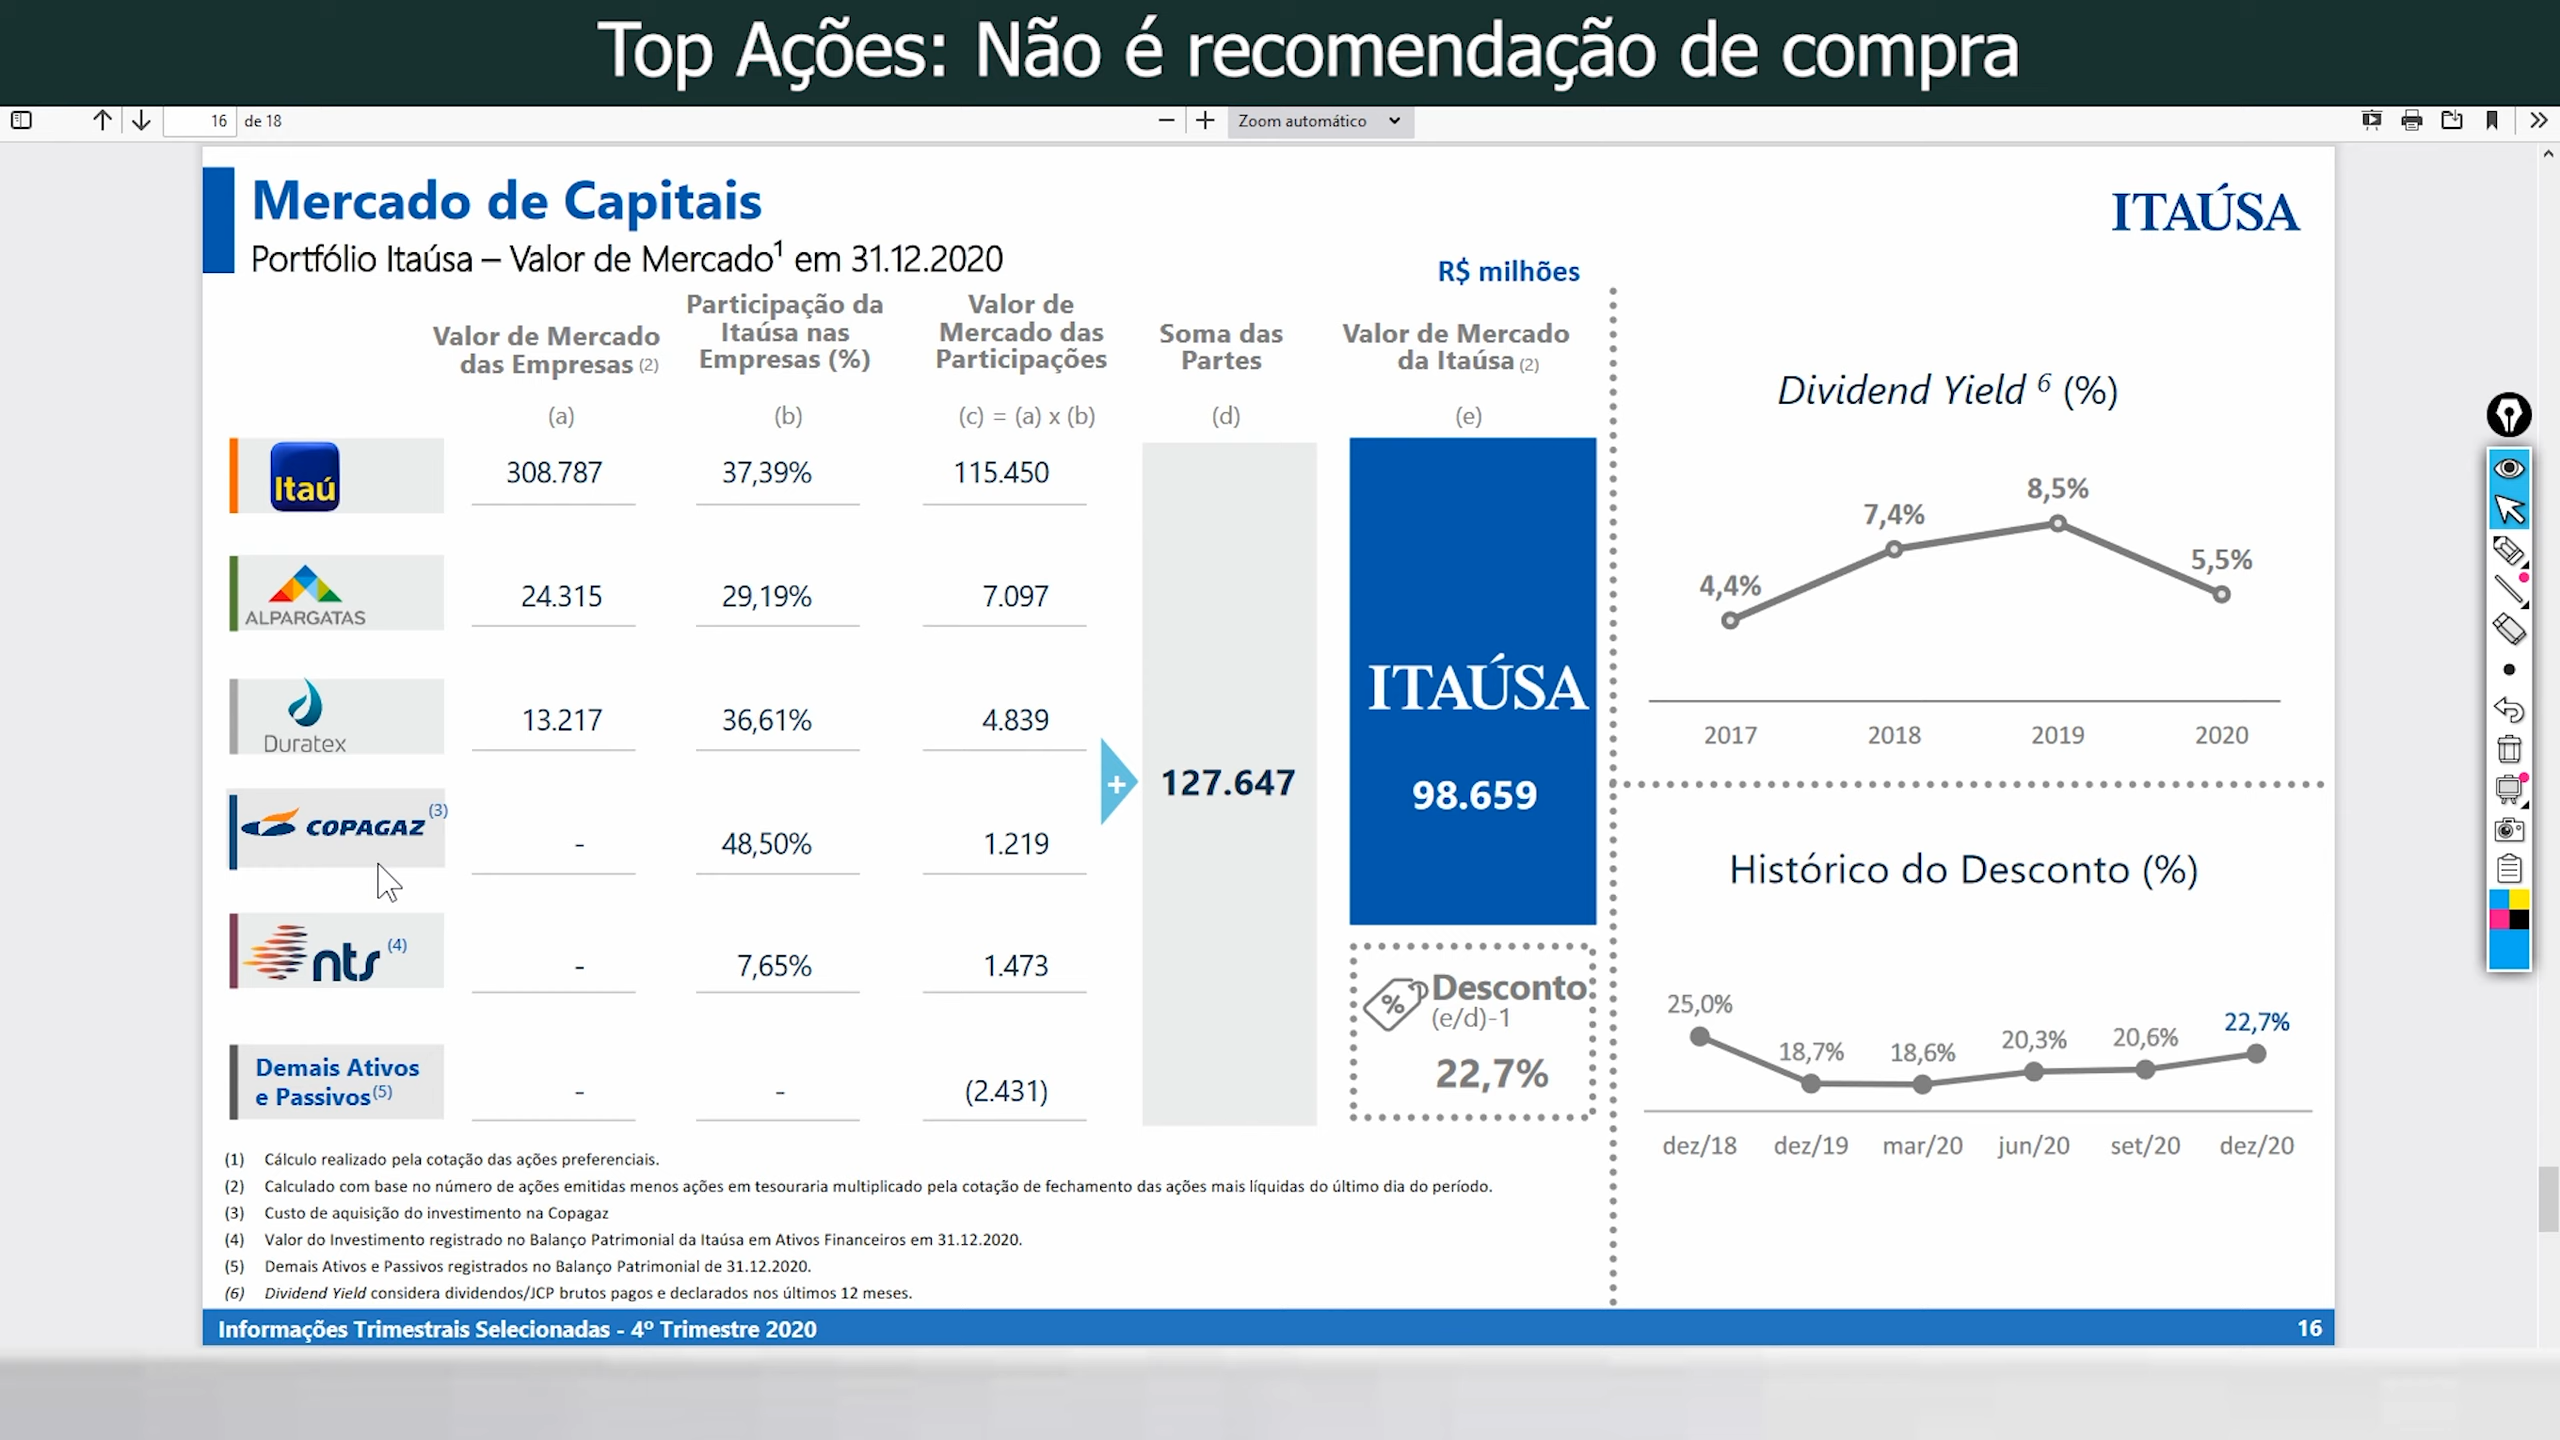 Top Ações: Não é recomendação de compra
16 de 18
Zoom automático
Mercado de Capitais
Portfólio Itaúsa – Valor de Mercado¹ em 31.12.2020
ITAÚSA
R$ milhões
Valor de Mercado das Empresas (2)
Participação da Itaúsa nas Empresas (%)
Valor de Mercado das Participações
Soma das Partes
Valor de Mercado da Itaúsa (2)
(a) (b) (c) = (a) x (b) (d) (e)
Itaú 308.787 37,39% 115.450
ALPARGATAS 24.315 29,19% 7.097
Duratex 13.217 36,61% 4.839
COPAGAZ (3) - 48,50% 1.219
nts (4) - 7,65% 1.473
Demais Ativos e Passivos (5) - - (2.431)
+
127.647
ITAÚSA
98.659
%
Desconto
(e/d)-1
22,7%
Dividend Yield ⁶ (%)
4,4% 7,4% 8,5% 5,5%
2017 2018 2019 2020
Histórico do Desconto (%)
25,0% 18,7% 18,6% 20,3% 20,6% 22,7%
dez/18 dez/19 mar/20 jun/20 set/20 dez/20
(1) Cálculo realizado pela cotação das ações preferenciais.
(2) Calculado com base no número de ações emitidas menos ações em tesouraria multiplicado pela cotação de fechamento das ações mais líquidas do último dia do período.
(3) Custo de aquisição do investimento na Copagaz
(4) Valor do Investimento registrado no Balanço Patrimonial da Itaúsa em Ativos Financeiros em 31.12.2020.
(5) Demais Ativos e Passivos registrados no Balanço Patrimonial de 31.12.2020.
(6) Dividend Yield considera dividendos/JCP brutos pagos e declarados nos últimos 12 meses.
Informações Trimestrais Selecionadas - 4º Trimestre 2020
16